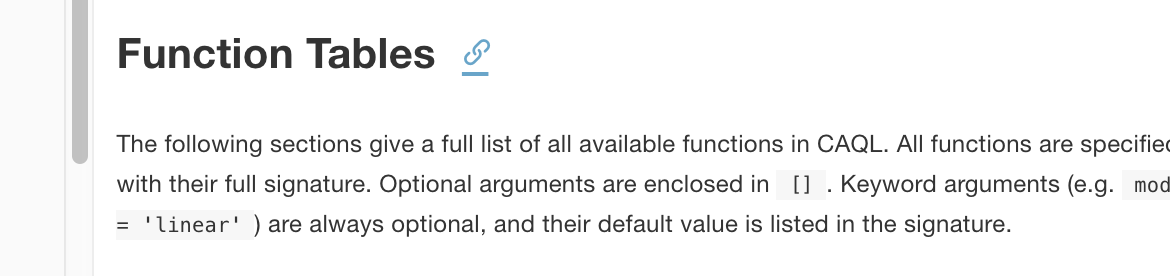 Function Tables
The following sections give a full list of all available functions in CAQL. All functions are specified
with their full signature. Optional arguments are enclosed in [] . Keyword arguments (e.g. mod
= 'linear' ) are always optional, and their default value is listed in the signature.